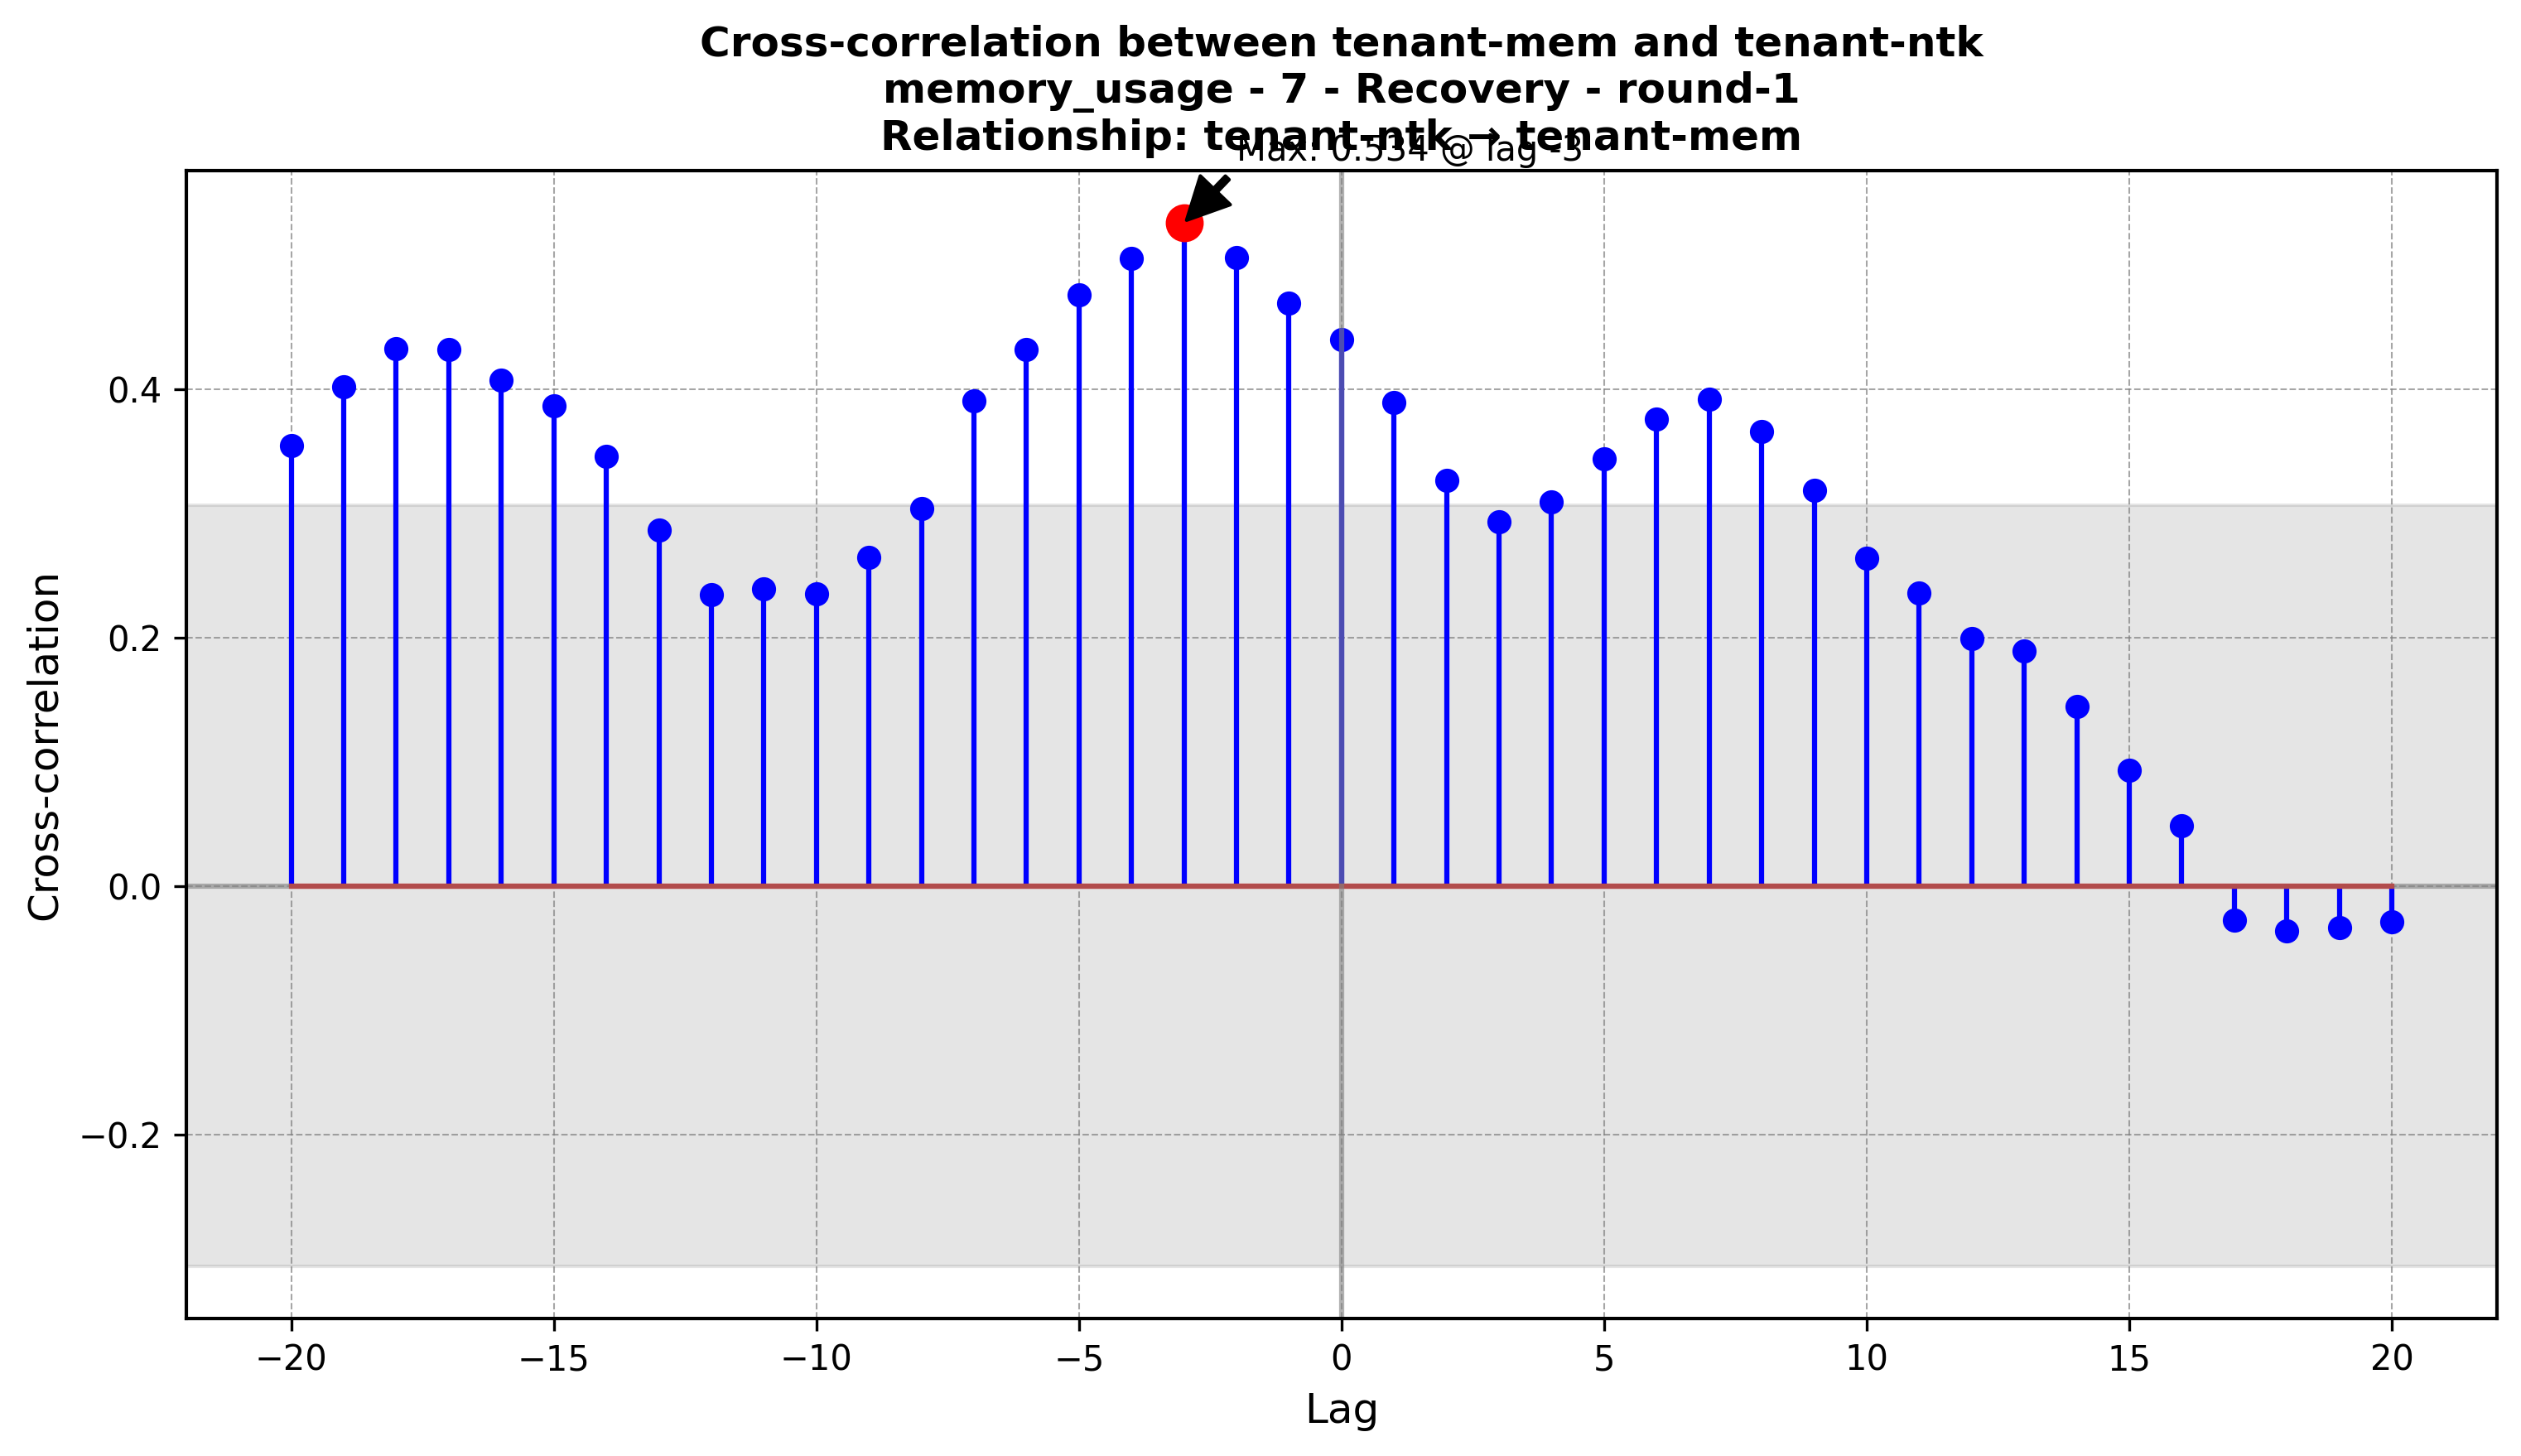 Cross-correlation between tenant-mem and tenant-ntk
memory_usage - 7 - Recovery - round-1
Relationship: tenant-ntk → tenant-mem
Max: 0.534 @ lag -3
Cross-correlation
0.4
0.2
0.0
−0.2
−20 −15 −10 −5 0 5 10 15 20
Lag